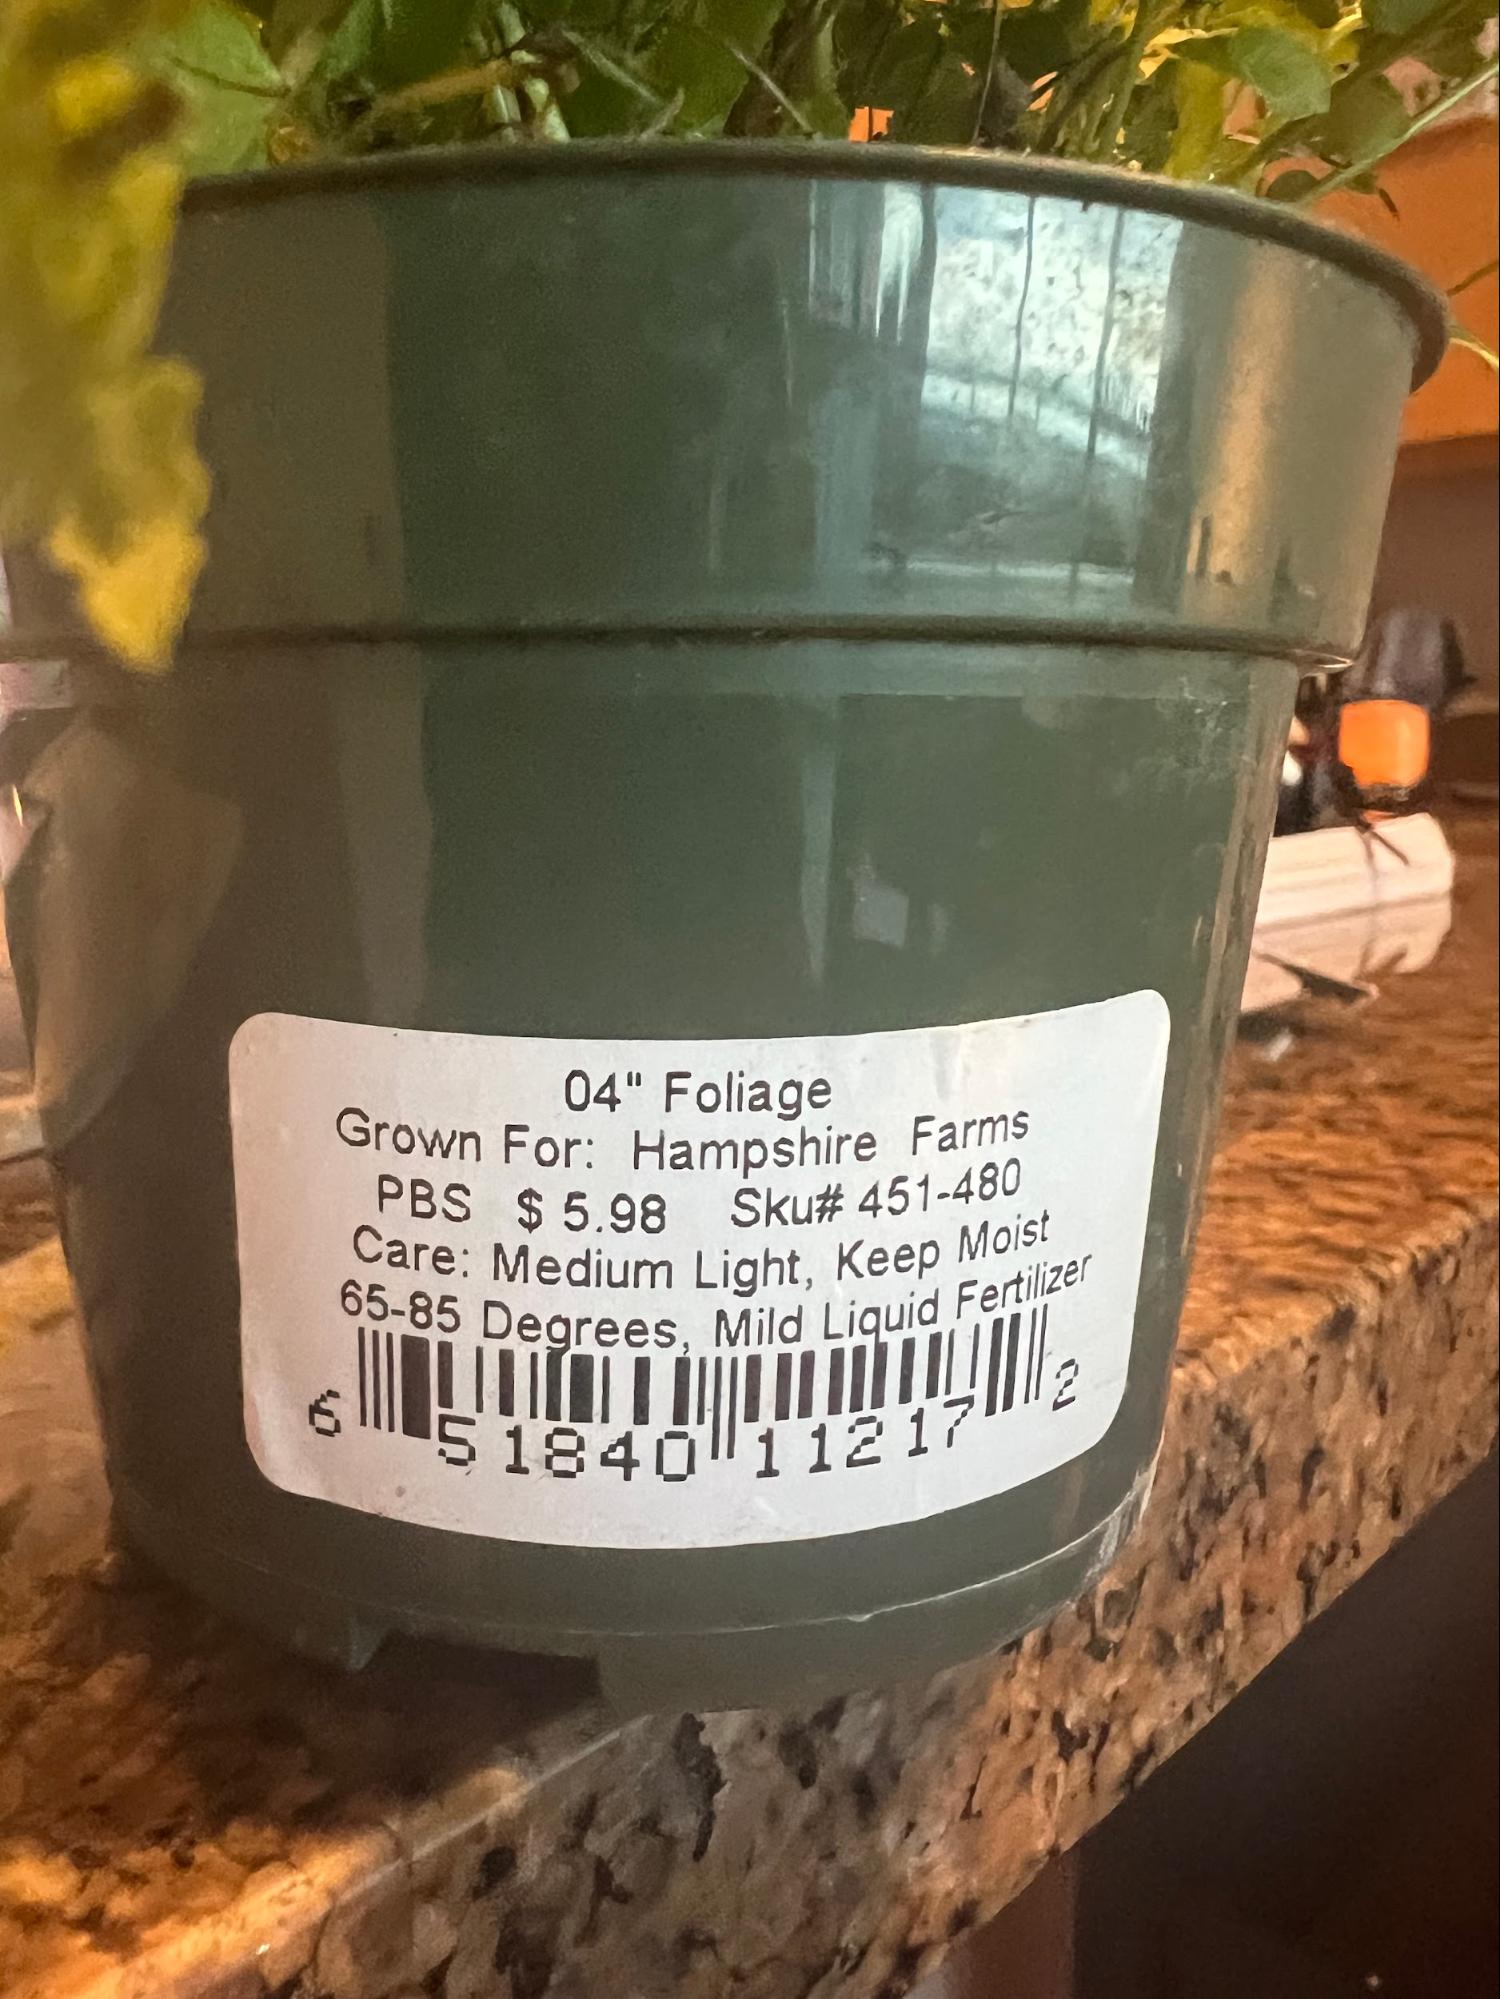 04" Foliage
Grown For: Hampshire Farms
PBS $ 5.98 Sku# 451-480
Care: Medium Light, Keep Moist
65-85 Degrees, Mild Liquid Fertilizer
6 51840 11217 2